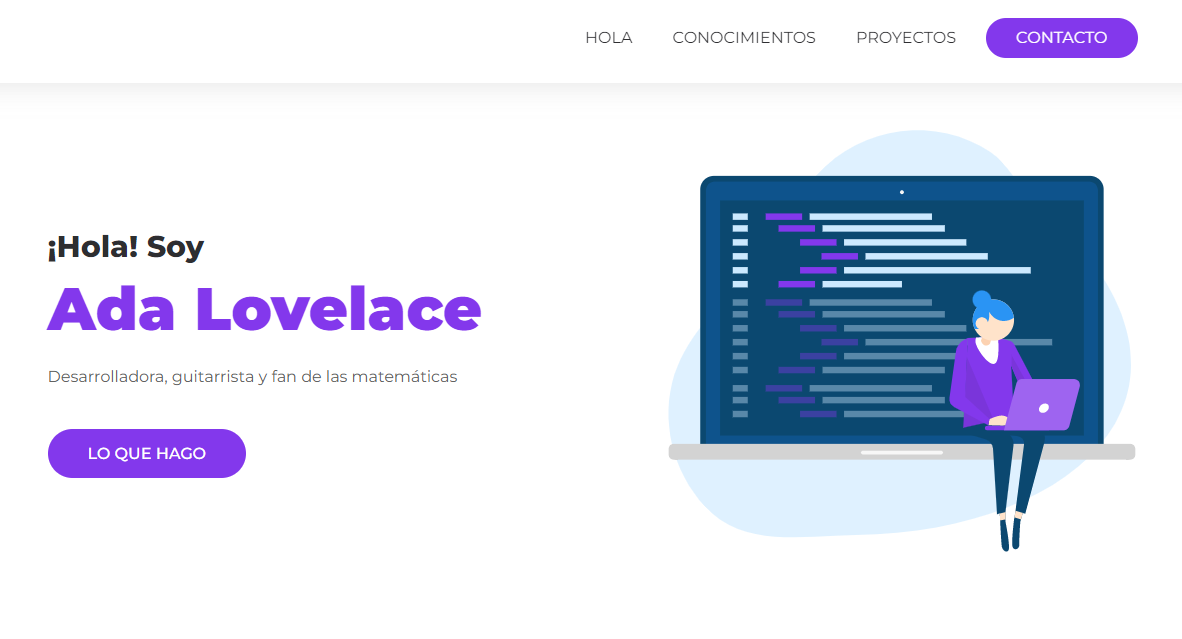 HOLA CONOCIMIENTOS PROYECTOS CONTACTO
¡Hola! Soy
Ada Lovelace
Desarrolladora, guitarrista y fan de las matemáticas
LO QUE HAGO